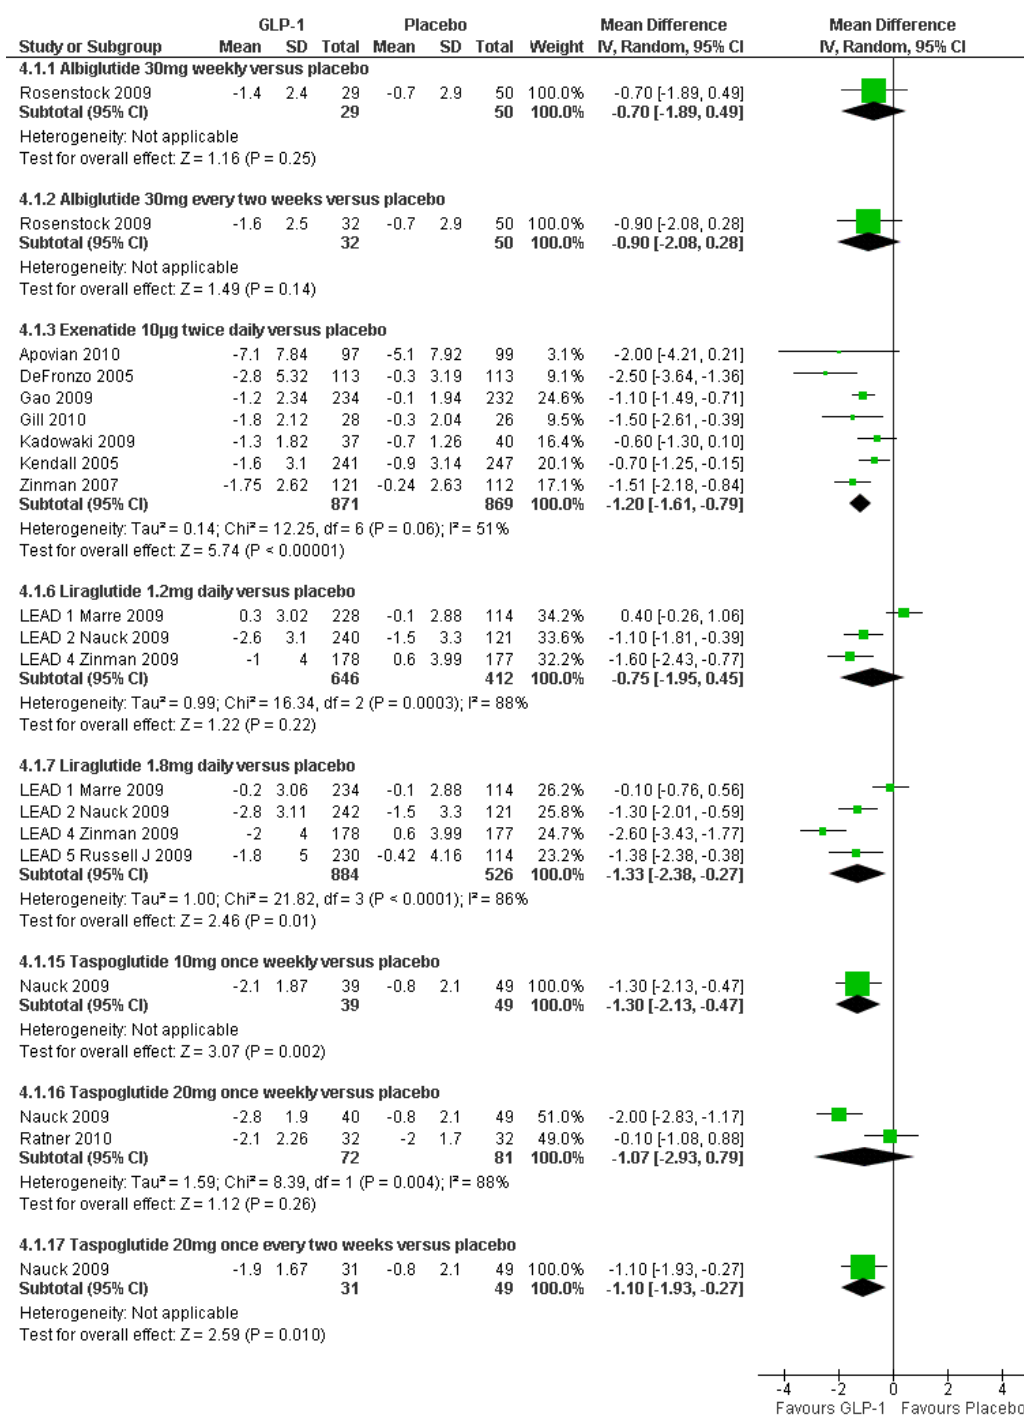 GLP-1 Placebo Mean Difference Mean Difference
Study or Subgroup Mean SD Total Mean SD Total Weight IV, Random, 95% CI IV, Random, 95% CI
4.1.1 Albiglutide 30mg weekly versus placebo
Rosenstock 2009 -1.4 2.4 29 -0.7 2.9 50 100.0% -0.70 [-1.89, 0.49]
Subtotal (95% CI) 29 50 100.0% -0.70 [-1.89, 0.49]
Heterogeneity: Not applicable
Test for overall effect: Z = 1.16 (P = 0.25)
4.1.2 Albiglutide 30mg every two weeks versus placebo
Rosenstock 2009 -1.6 2.5 32 -0.7 2.9 50 100.0% -0.90 [-2.08, 0.28]
Subtotal (95% CI) 32 50 100.0% -0.90 [-2.08, 0.28]
Heterogeneity: Not applicable
Test for overall effect: Z = 1.49 (P = 0.14)
4.1.3 Exenatide 10µg twice daily versus placebo
Apovian 2010 -7.1 7.84 97 -5.1 7.92 99 3.1% -2.00 [-4.21, 0.21]
DeFronzo 2005 -2.8 5.32 113 -0.3 3.19 113 9.1% -2.50 [-3.64, -1.36]
Gao 2009 -1.2 2.34 234 -0.1 1.94 232 24.6% -1.10 [-1.49, -0.71]
Gill 2010 -1.8 2.12 28 -0.3 2.04 26 9.5% -1.50 [-2.61, -0.39]
Kadowaki 2009 -1.3 1.82 37 -0.7 1.26 40 16.4% -0.60 [-1.30, 0.10]
Kendall 2005 -1.6 3.1 241 -0.9 3.14 247 20.1% -0.70 [-1.25, -0.15]
Zinman 2007 -1.75 2.62 121 -0.24 2.63 112 17.1% -1.51 [-2.18, -0.84]
Subtotal (95% CI) 871 869 100.0% -1.20 [-1.61, -0.79]
Heterogeneity: Tau² = 0.14; Chi² = 12.25, df = 6 (P = 0.06); I² = 51%
Test for overall effect: Z = 5.74 (P < 0.00001)
4.1.6 Liraglutide 1.2mg daily versus placebo
LEAD 1 Marre 2009 0.3 3.02 228 -0.1 2.88 114 34.2% 0.40 [-0.26, 1.06]
LEAD 2 Nauck 2009 -2.6 3.1 240 -1.5 3.3 121 33.6% -1.10 [-1.81, -0.39]
LEAD 4 Zinman 2009 -1 4 178 0.6 3.99 177 32.2% -1.60 [-2.43, -0.77]
Subtotal (95% CI) 646 412 100.0% -0.75 [-1.95, 0.45]
Heterogeneity: Tau² = 0.99; Chi² = 16.34, df = 2 (P = 0.0003); I² = 88%
Test for overall effect: Z = 1.22 (P = 0.22)
4.1.7 Liraglutide 1.8mg daily versus placebo
LEAD 1 Marre 2009 -0.2 3.06 234 -0.1 2.88 114 26.2% -0.10 [-0.76, 0.56]
LEAD 2 Nauck 2009 -2.8 3.11 242 -1.5 3.3 121 25.8% -1.30 [-2.01, -0.59]
LEAD 4 Zinman 2009 -2 4 178 0.6 3.99 177 24.7% -2.60 [-3.43, -1.77]
LEAD 5 Russell J 2009 -1.8 5 230 -0.42 4.16 114 23.2% -1.38 [-2.38, -0.38]
Subtotal (95% CI) 884 526 100.0% -1.33 [-2.38, -0.27]
Heterogeneity: Tau² = 1.00; Chi² = 21.82, df = 3 (P < 0.0001); I² = 86%
Test for overall effect: Z = 2.46 (P = 0.01)
4.1.15 Taspoglutide 10mg once weekly versus placebo
Nauck 2009 -2.1 1.87 39 -0.8 2.1 49 100.0% -1.30 [-2.13, -0.47]
Subtotal (95% CI) 39 49 100.0% -1.30 [-2.13, -0.47]
Heterogeneity: Not applicable
Test for overall effect: Z = 3.07 (P = 0.002)
4.1.16 Taspoglutide 20mg once weekly versus placebo
Nauck 2009 -2.8 1.9 40 -0.8 2.1 49 51.0% -2.00 [-2.83, -1.17]
Ratner 2010 -2.1 2.26 32 -2 1.7 32 49.0% -0.10 [-1.08, 0.88]
Subtotal (95% CI) 72 81 100.0% -1.07 [-2.93, 0.79]
Heterogeneity: Tau² = 1.59; Chi² = 8.39, df = 1 (P = 0.004); I² = 88%
Test for overall effect: Z = 1.12 (P = 0.26)
4.1.17 Taspoglutide 20mg once every two weeks versus placebo
Nauck 2009 -1.9 1.67 31 -0.8 2.1 49 100.0% -1.10 [-1.93, -0.27]
Subtotal (95% CI) 31 49 100.0% -1.10 [-1.93, -0.27]
Heterogeneity: Not applicable
Test for overall effect: Z = 2.59 (P = 0.010)
-4 -2 0 2 4
Favours GLP-1 Favours Placebo